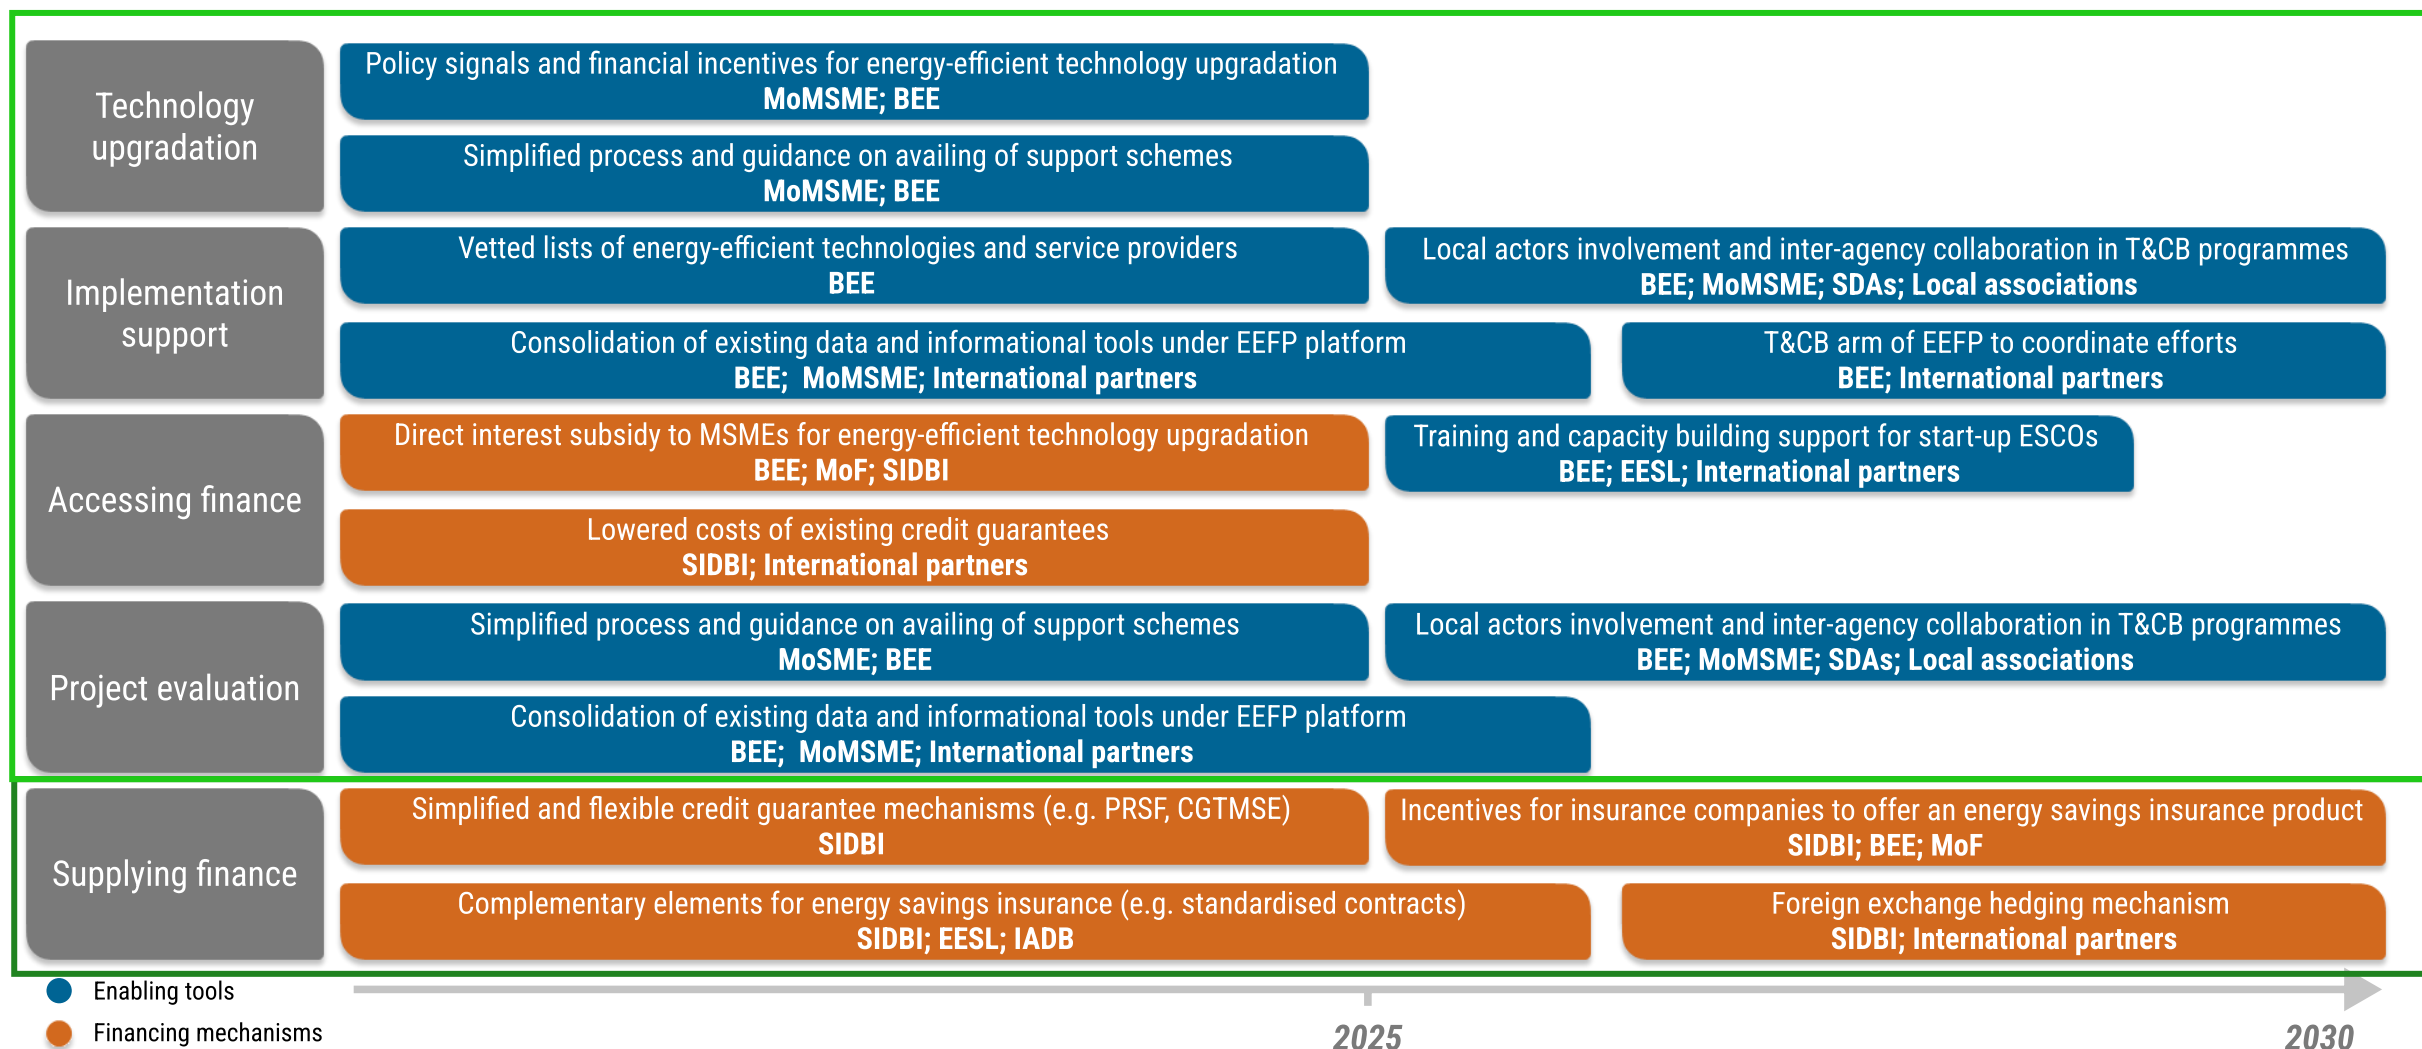 Technology
upgradation
Policy signals and financial incentives for energy-efficient technology upgradation
MoMSME; BEE
Simplified process and guidance on availing of support schemes
MoMSME; BEE
Implementation
support
Vetted lists of energy-efficient technologies and service providers
BEE
Local actors involvement and inter-agency collaboration in T&CB programmes
BEE; MoMSME; SDAs; Local associations
Consolidation of existing data and informational tools under EEFP platform
BEE;  MoMSME; International partners
T&CB arm of EEFP to coordinate efforts
BEE; International partners
Accessing finance
Direct interest subsidy to MSMEs for energy-efficient technology upgradation
BEE; MoF; SIDBI
Training and capacity building support for start-up ESCOs
BEE; EESL; International partners
Lowered costs of existing credit guarantees
SIDBI; International partners
Project evaluation
Simplified process and guidance on availing of support schemes
MoSME; BEE
Local actors involvement and inter-agency collaboration in T&CB programmes
BEE; MoMSME; SDAs; Local associations
Consolidation of existing data and informational tools under EEFP platform
BEE;  MoMSME; International partners
Supplying finance
Simplified and flexible credit guarantee mechanisms (e.g. PRSF, CGTMSE)
SIDBI
Incentives for insurance companies to offer an energy savings insurance product
SIDBI; BEE; MoF
Complementary elements for energy savings insurance (e.g. standardised contracts)
SIDBI; EESL; IADB
Foreign exchange hedging mechanism
SIDBI; International partners
Enabling tools
Financing mechanisms
2025
2030